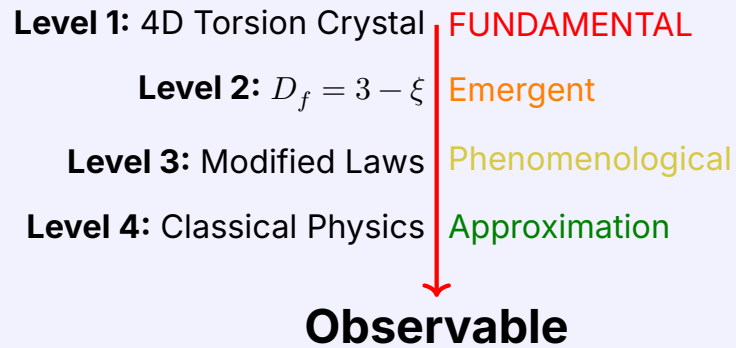 Level 1: 4D Torsion Crystal FUNDAMENTAL
Level 2: D_f = 3 − ξ Emergent
Level 3: Modified Laws Phenomenological
Level 4: Classical Physics Approximation
Observable